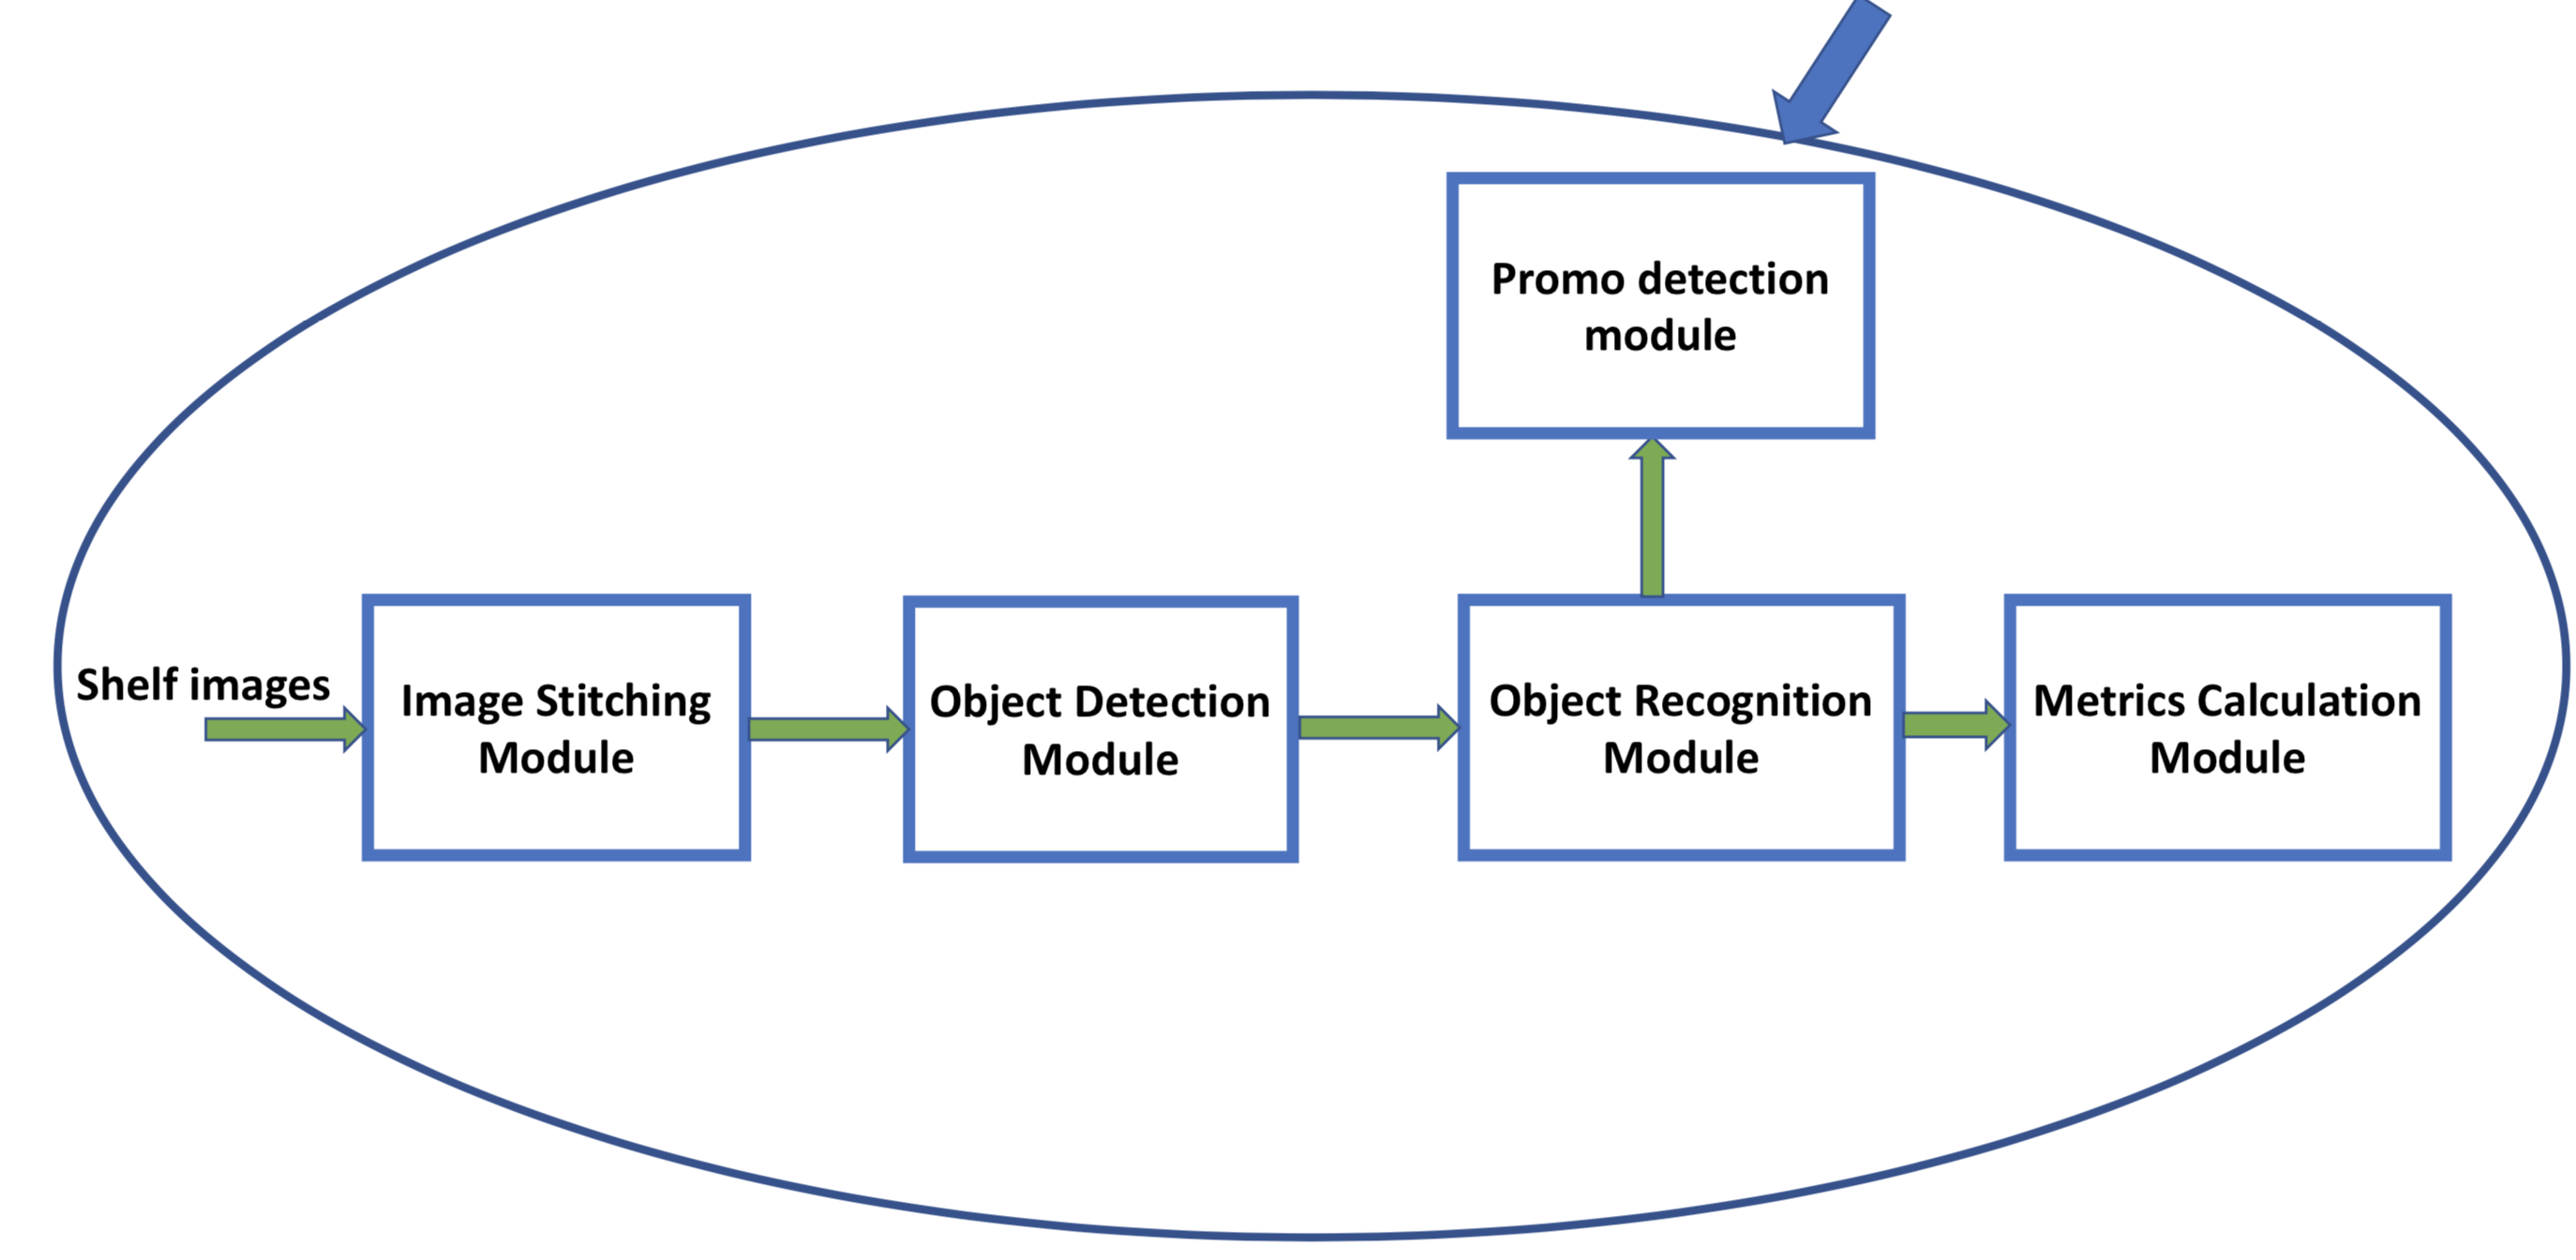 Promo detection
module
Shelf images
Image Stitching
Module
Object Detection
Module
Object Recognition
Module
Metrics Calculation
Module